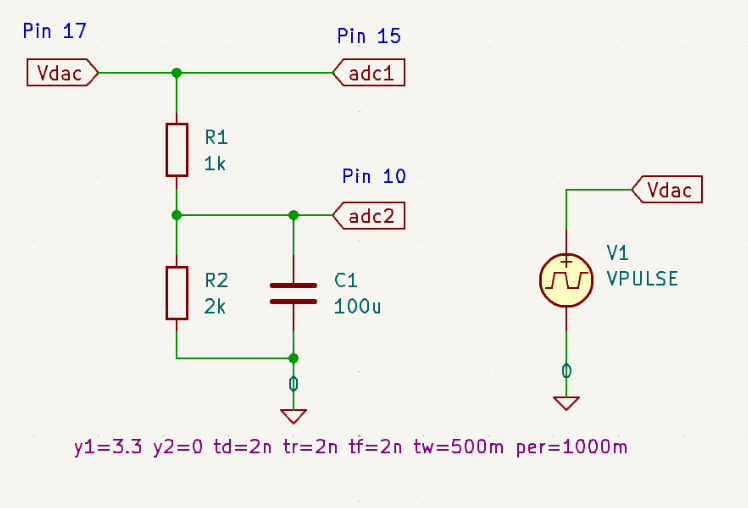 Pin 17
Pin 15
Vdac
adc1
R1
1k
Pin 10
adc2
Vdac
R2
2k
C1
100u
V1
VPULSE
0
0
y1=3.3 y2=0 td=2n tr=2n tf=2n tw=500m per=1000m